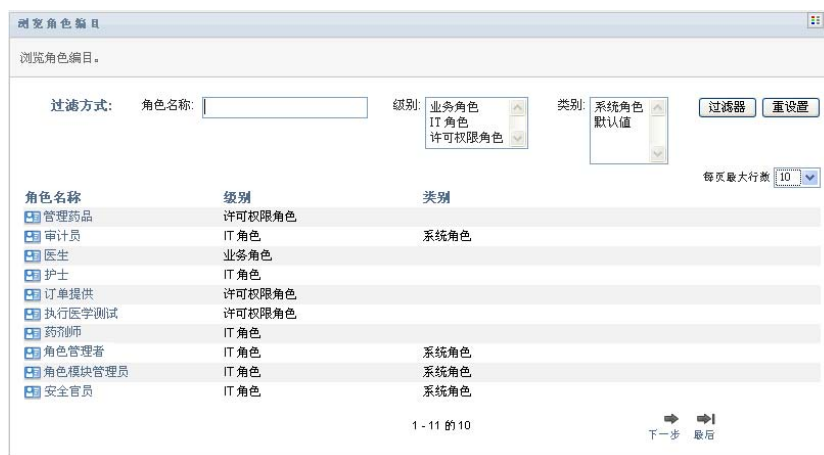 浏览角色编目
浏览角色编目。
过滤方式: 角色名称: 级别: 业务角色 IT 角色 许可权限角色 类别: 系统角色 默认值 过滤器 重设置
每页最大行数 10
角色名称 级别 类别
管理药品 许可权限角色
审计员 IT 角色 系统角色
医生 业务角色
护士 IT 角色
订单提供 许可权限角色
执行医学测试 许可权限角色
药剂师 IT 角色
角色管理者 IT 角色 系统角色
角色模块管理员 IT 角色 系统角色
安全官员 IT 角色 系统角色
1 - 11 的 10
下一步 最后